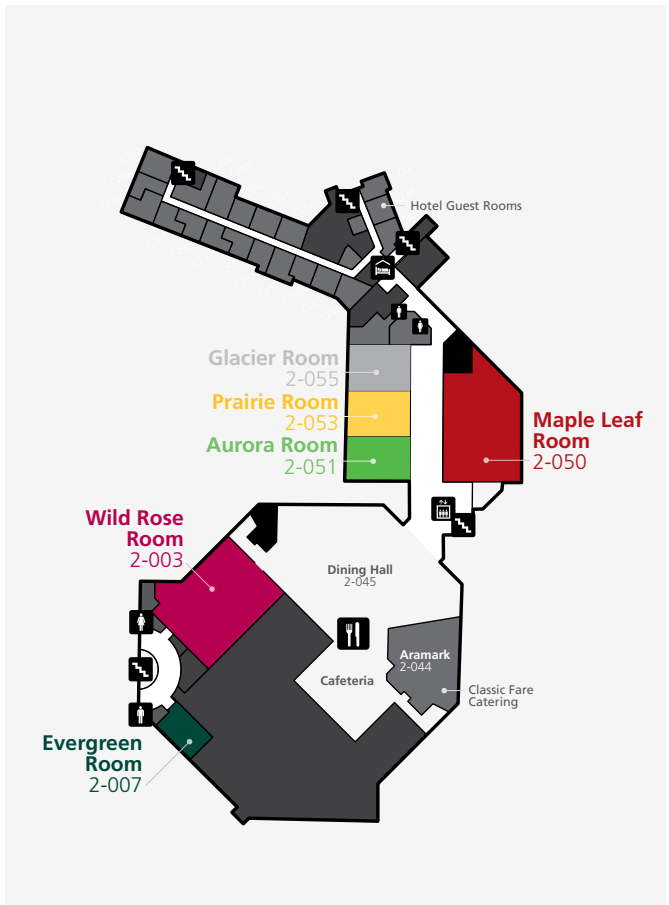 Hotel Guest Rooms
Glacier Room
2-055
Prairie Room
2-053
Aurora Room
2-051
Maple Leaf
Room
2-050
Wild Rose
Room
2-003
Dining Hall
2-045
Aramark
2-044
Cafeteria
Classic Fare
Catering
Evergreen
Room
2-007